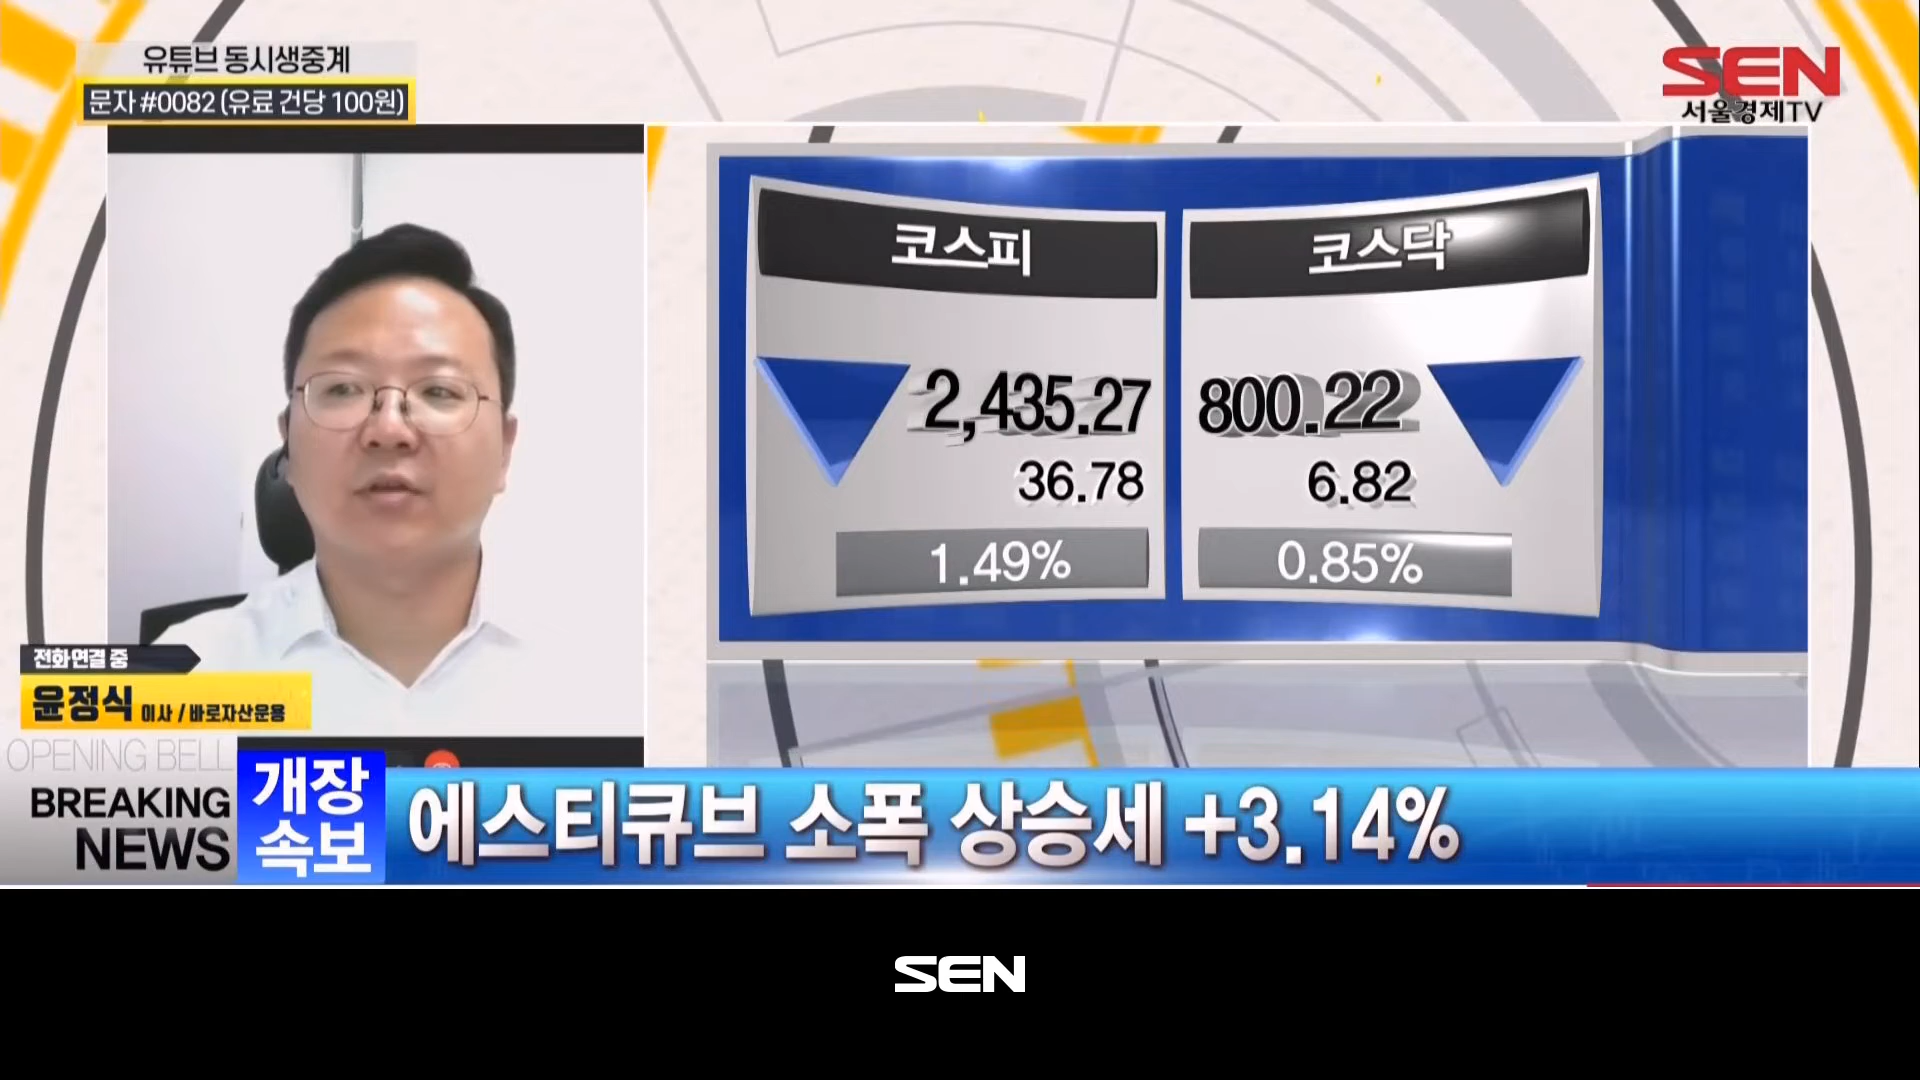 유튜브 동시생중계
문자 #0082 (유료 건당 100원)
SEN
서울경제TV
코스피
2,435.27
36.78
1.49%
코스닥
800.22
6.82
0.85%
전화연결 중
윤정식 이사 / 바로자산운용
OPENING BELL
BREAKING
NEWS
개장
속보
에스티큐브 소폭 상승세 +3.14%
SEN